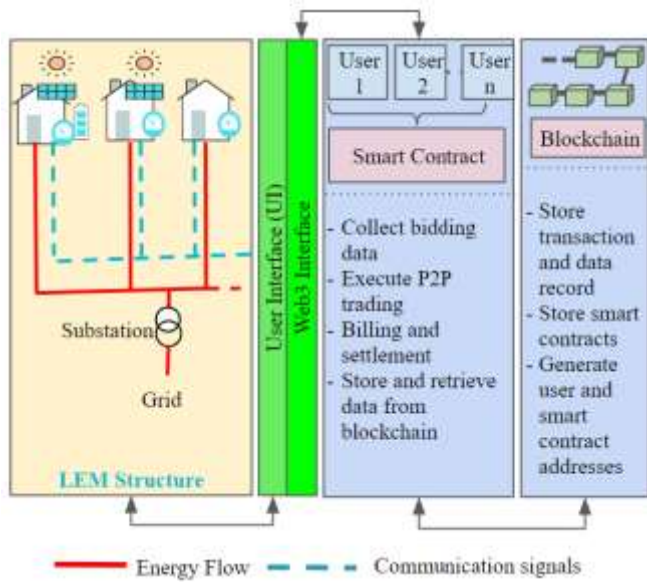 Substation
Grid
LEM Structure
User Interface (UI)
Web3 Interface
User
1
User
2
User
n
Smart Contract
- Collect bidding
data
- Execute P2P
trading
- Billing and
settlement
- Store and retrieve
data from
blockchain
Blockchain
- Store
transaction
and data
record
- Store smart
contracts
- Generate
user and
smart
contract
addresses
Energy Flow
Communication signals